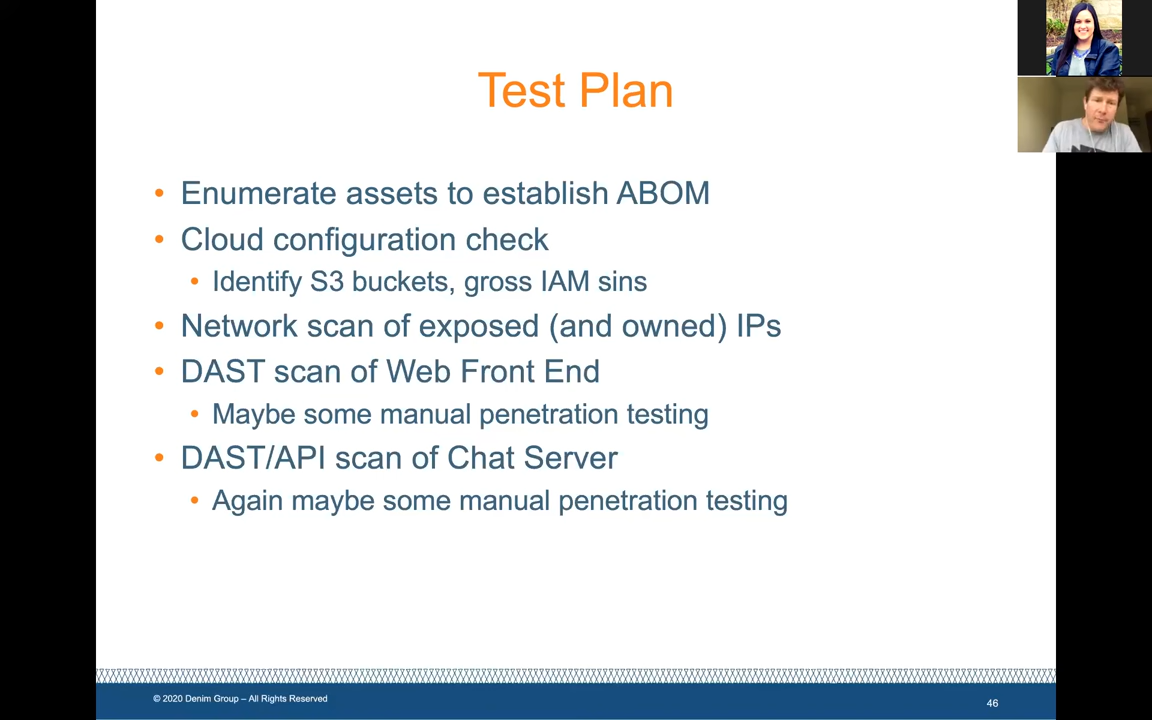 Test Plan
• Enumerate assets to establish ABOM
• Cloud configuration check
• Identify S3 buckets, gross IAM sins
• Network scan of exposed (and owned) IPs
• DAST scan of Web Front End
• Maybe some manual penetration testing
• DAST/API scan of Chat Server
• Again maybe some manual penetration testing
© 2020 Denim Group – All Rights Reserved
46